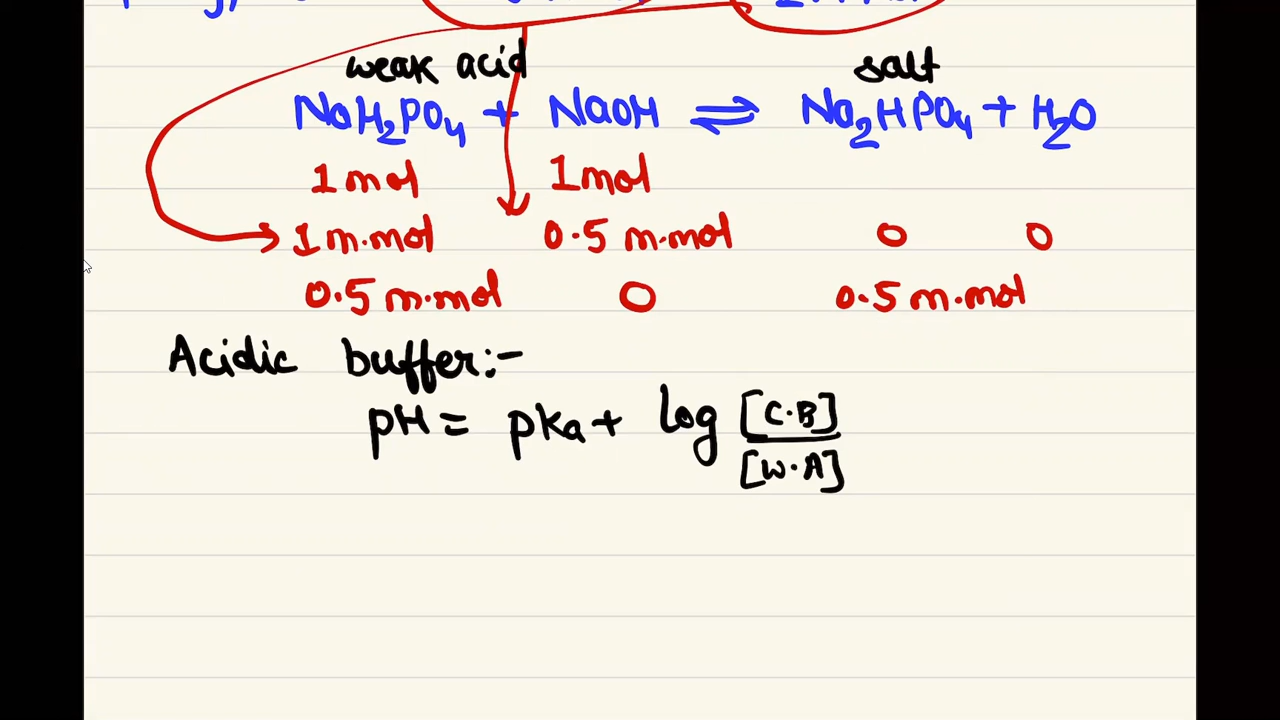 weak acid salt
NaH₂PO₄ + NaOH ⇌ Na₂HPO₄ + H₂O
1 mol 1 mol
1 m.mol 0.5 m.mol 0 0
0.5 m.mol 0 0.5 m.mol
Acidic buffer:-
pH = pKa + log [C.B]/[W.A]